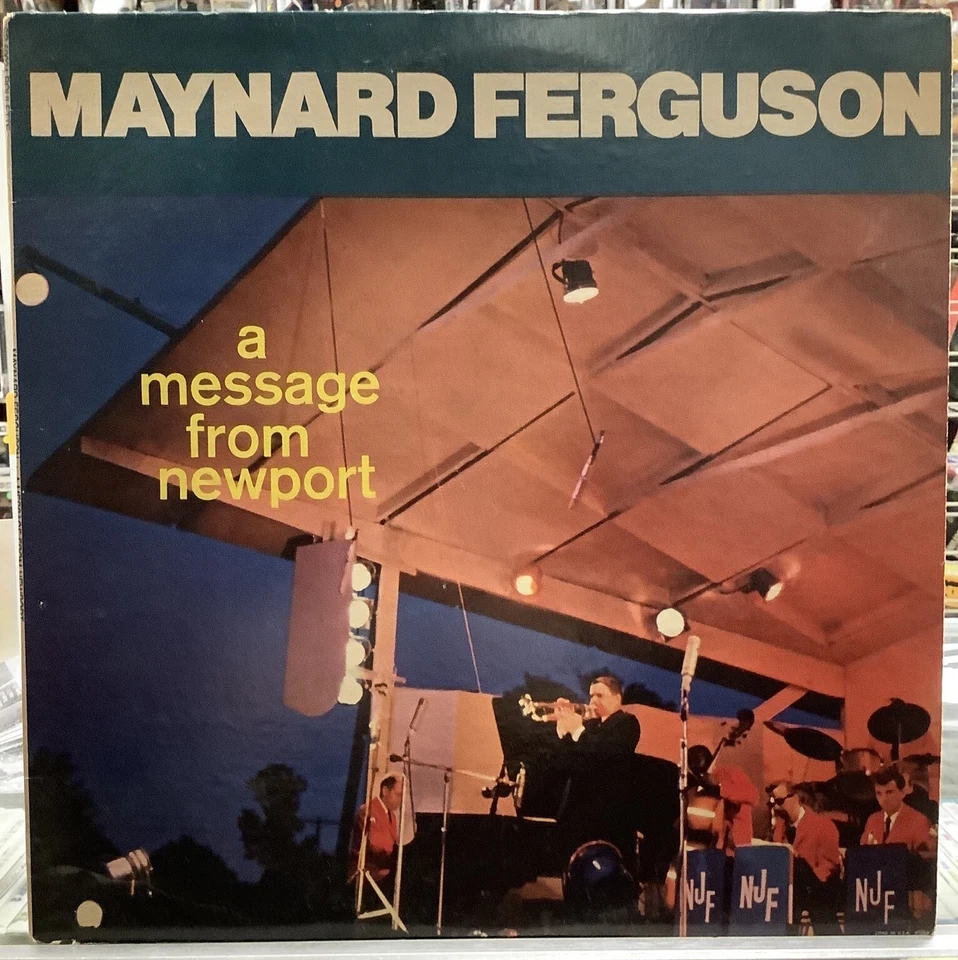 MAYNARD FERGUSON
a
message
from
newport
NJF
NJF
NJF